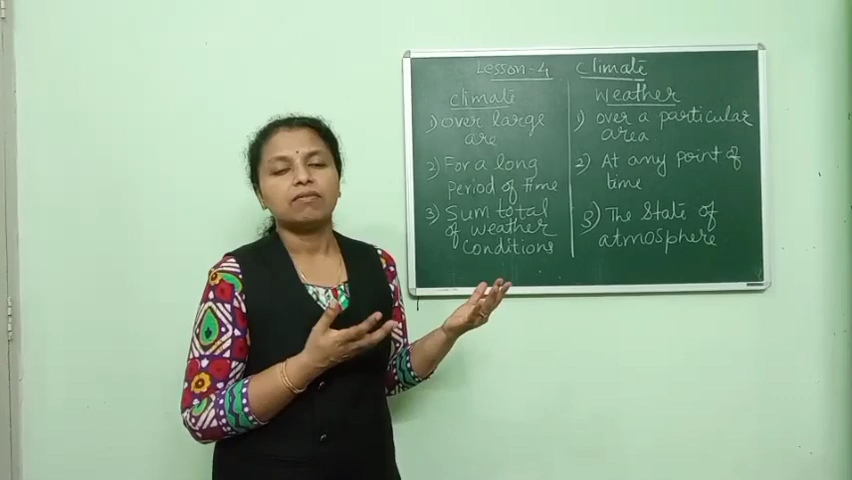 Lesson-4 Climate
climate
1) over large
are
2) For a long
Period of time
3) Sum total
of weather
conditions
weather
1) over a particular
area
2) At any point of
time
3) The State of
atmosphere